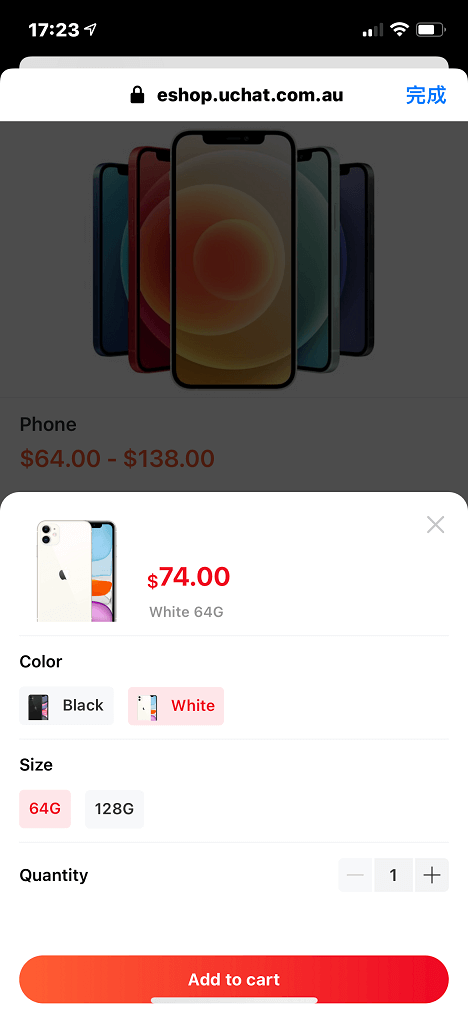 17:23
eshop.uchat.com.au
完成
Phone
$64.00 - $138.00
$74.00
White 64G
Color
Black
White
Size
64G
128G
Quantity
1
Add to cart